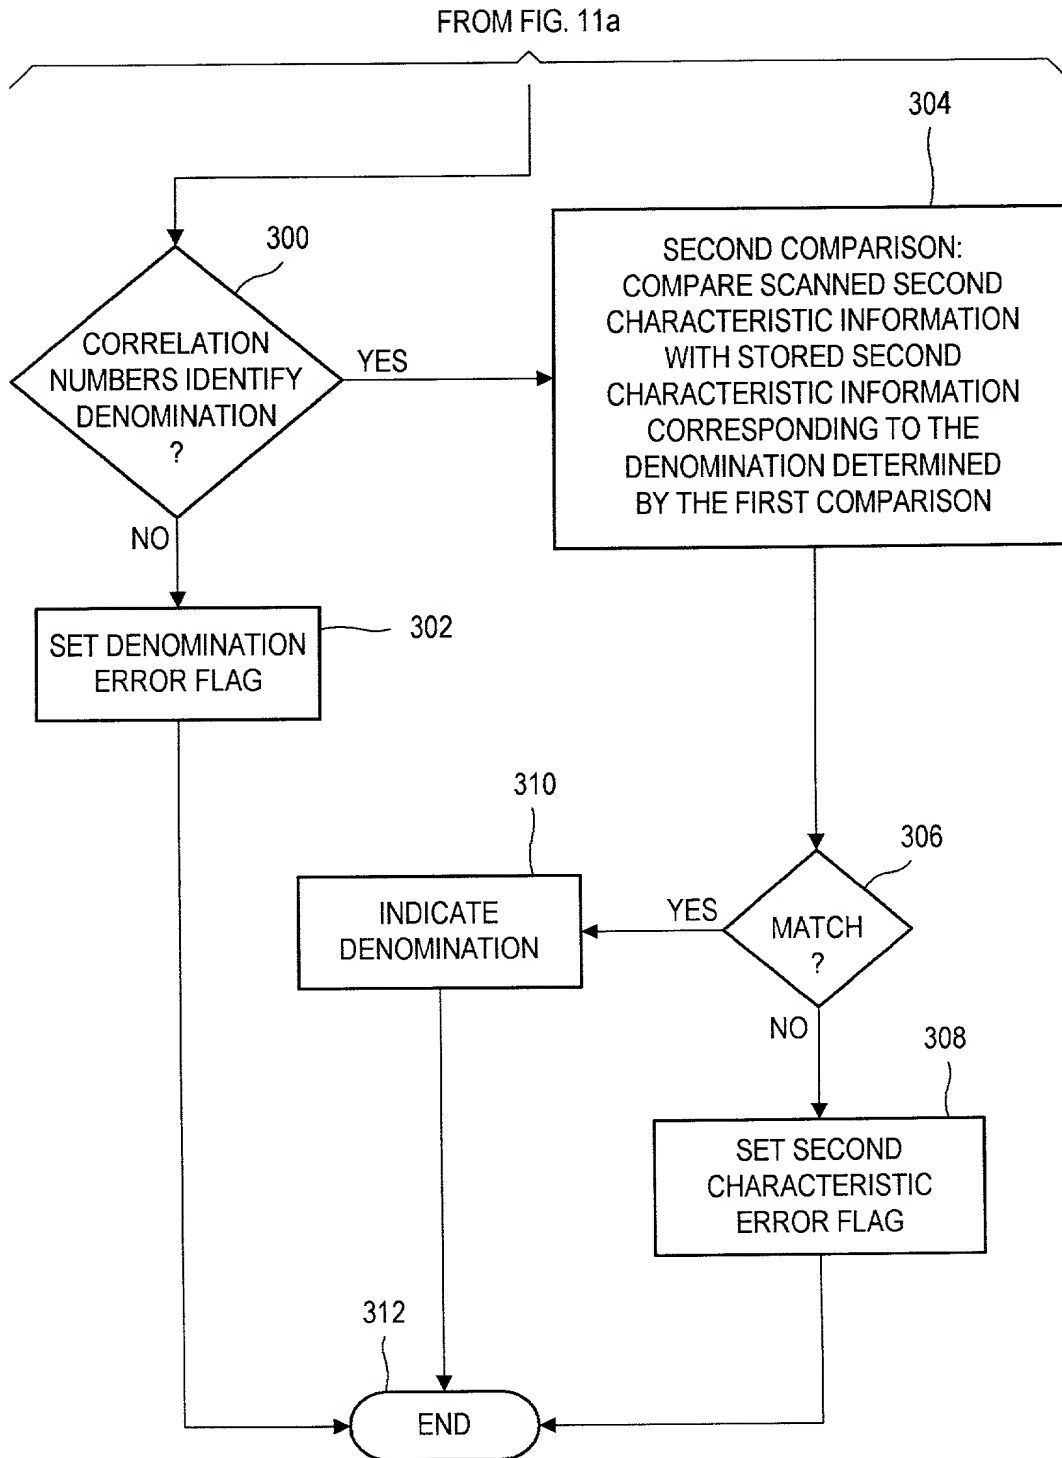 FROM FIG. 11a
304
300
SECOND COMPARISON:
COMPARE SCANNED SECOND
CHARACTERISTIC INFORMATION
WITH STORED SECOND
CHARACTERISTIC INFORMATION
CORRESPONDING TO THE
DENOMINATION DETERMINED
BY THE FIRST COMPARISON
CORRELATION
NUMBERS IDENTIFY
DENOMINATION
?
YES
NO
302
SET DENOMINATION
ERROR FLAG
310
306
INDICATE
DENOMINATION
YES
MATCH
?
NO
308
SET SECOND
CHARACTERISTIC
ERROR FLAG
312
END